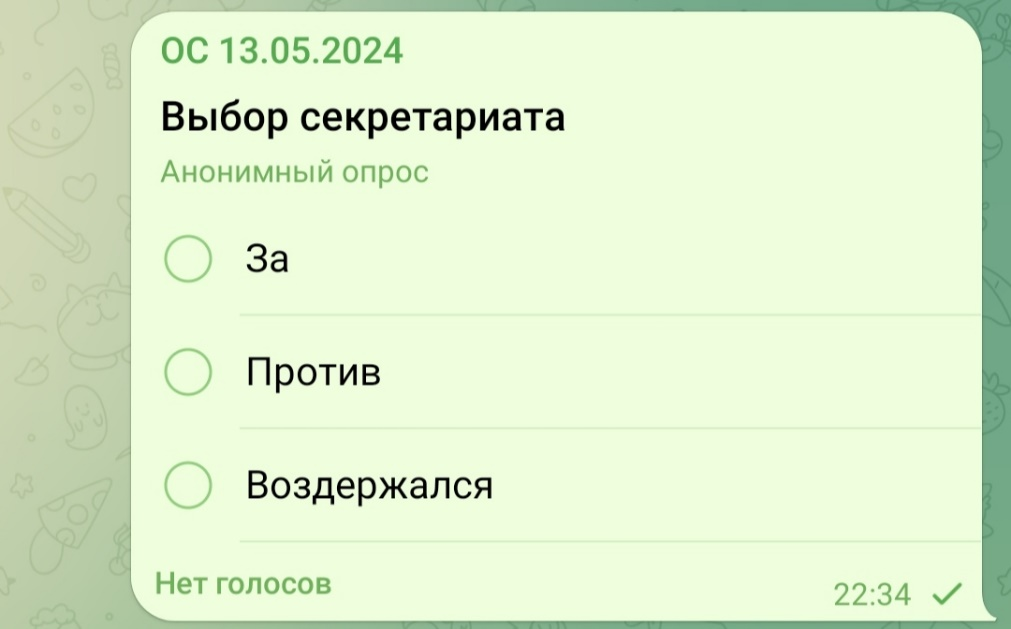 ОС 13.05.2024
Выбор секретариата
Анонимный опрос
За
Против
Воздержался
Нет голосов
22:34